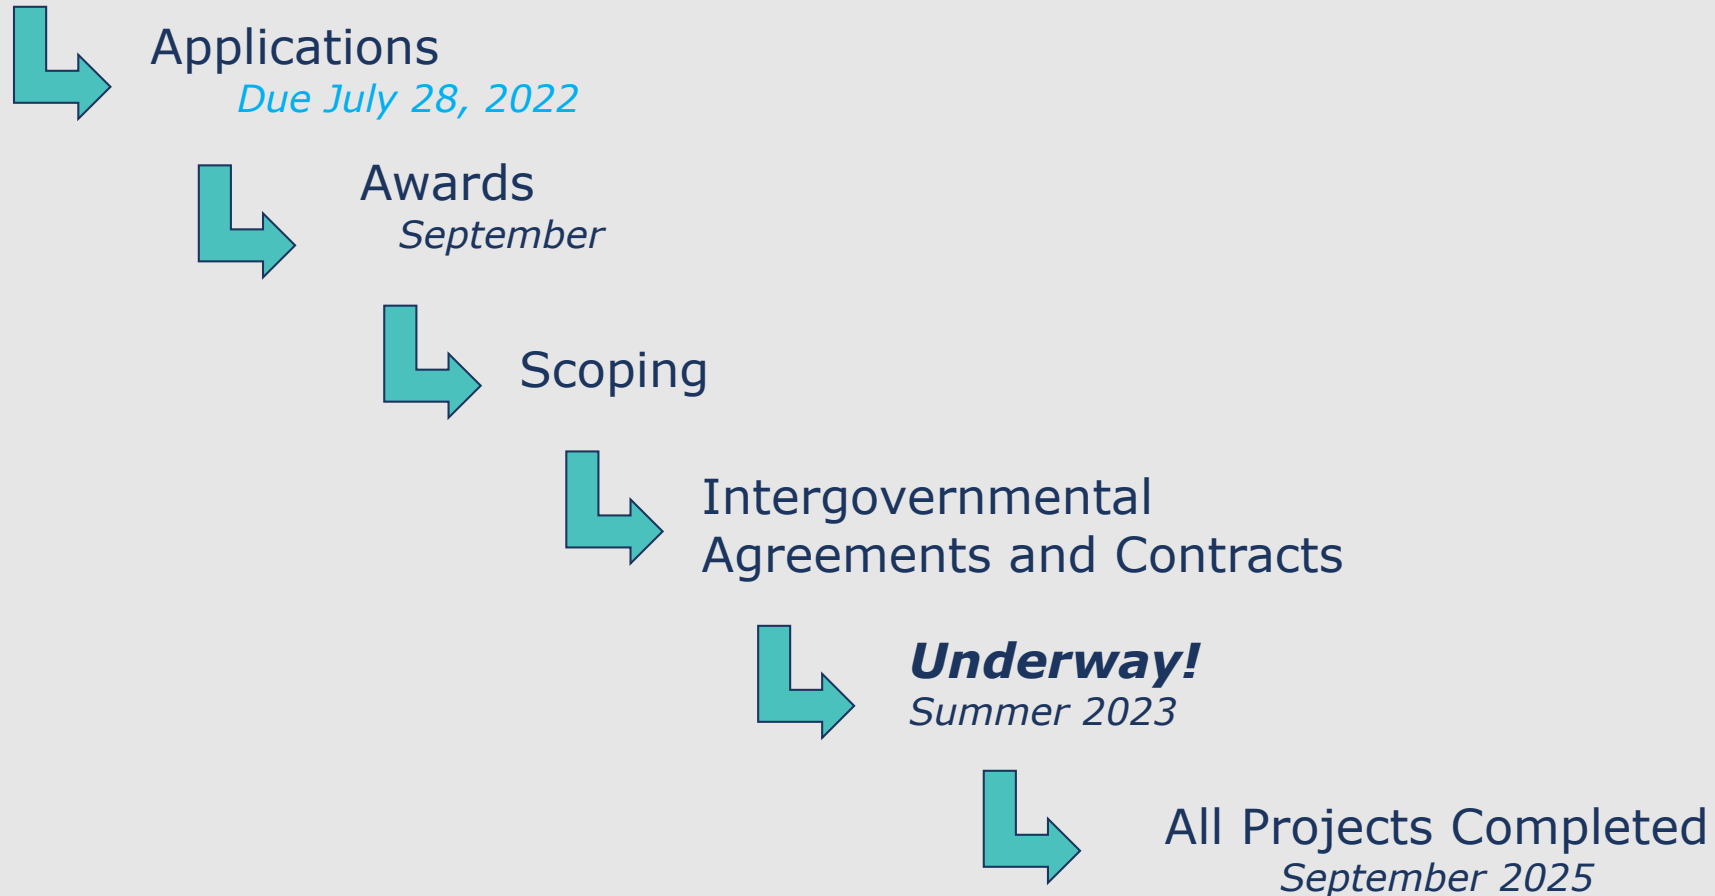 Applications
Due July 28, 2022
Awards
September
Scoping
Intergovernmental
Agreements and Contracts
Underway!
Summer 2023
All Projects Completed
September 2025